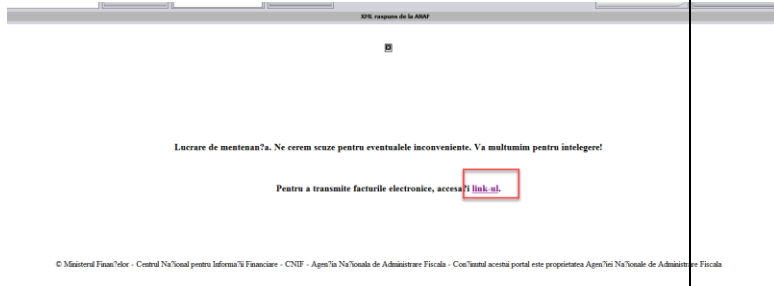 XML raspuns de la ANAF
Lucrare de mentenan?a. Ne cerem scuze pentru eventualele inconveniente. Va multumim pentru intelegere!
Pentru a transmite facturile electronice, accesa?i link-ul.
© Ministerul Finan?elor - Centrul Na?ional pentru Informa?ii Financiare - CNIF - Agen?ia Na?ionala de Administrare Fiscala - Con?inutul acestui portal este proprietatea Agen?iei Na?ionale de Administrare Fiscala